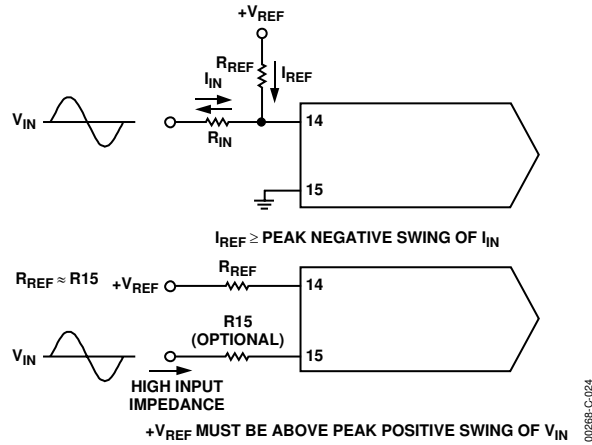 +VREF
RREF
IREF
IIN
VIN
RIN
14
15
IREF ≥ PEAK NEGATIVE SWING OF IIN
RREF ≈ R15
+VREF
RREF
14
R15
(OPTIONAL)
VIN
15
HIGH INPUT
IMPEDANCE
+VREF MUST BE ABOVE PEAK POSITIVE SWING OF VIN
00268-C-024